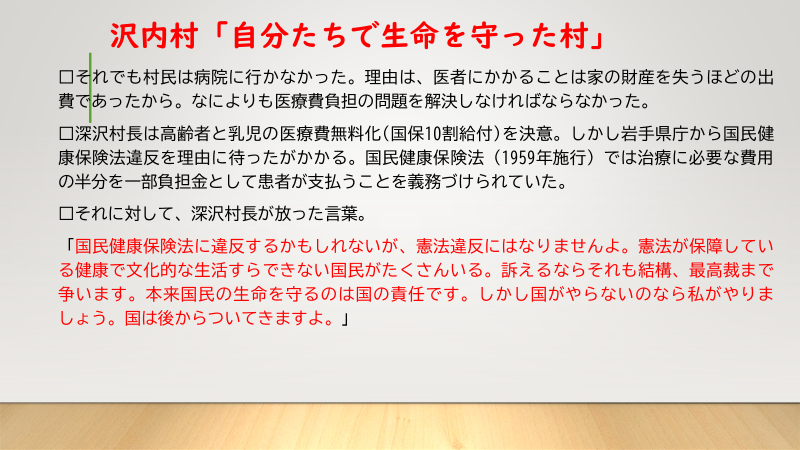 沢内村「自分たちで生命を守った村」
□それでも村民は病院に行かなかった。理由は、医者にかかることは家の財産を失うほどの出
費であったから。なによりも医療費負担の問題を解決しなければならなかった。
□深沢村長は高齢者と乳児の医療費無料化(国保10割給付)を決意。しかし岩手県庁から国民健
康保険法違反を理由に待ったがかかる。国民健康保険法（1959年施行）では治療に必要な費用
の半分を一部負担金として患者が支払うことを義務づけられていた。
□それに対して、深沢村長が放った言葉。
「国民健康保険法に違反するかもしれないが、憲法違反にはなりませんよ。憲法が保障してい
る健康で文化的な生活すらできない国民がたくさんいる。訴えるならそれも結構、最高裁まで
争います。本来国民の生命を守るのは国の責任です。しかし国がやらないのなら私がやりま
しょう。国は後からついてきますよ。」